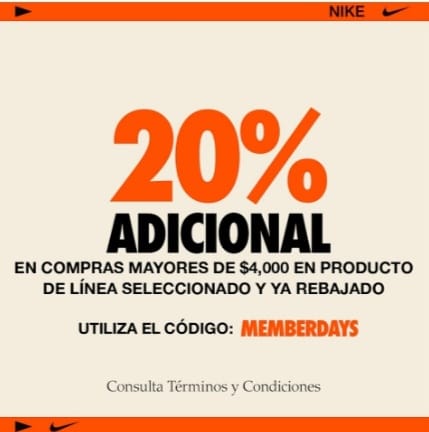 NIKE
20%
ADICIONAL
EN COMPRAS MAYORES DE $4,000 EN PRODUCTO
DE LÍNEA SELECCIONADO Y YA REBAJADO
UTILIZA EL CÓDIGO: MEMBERDAYS
Consulta Términos y Condiciones